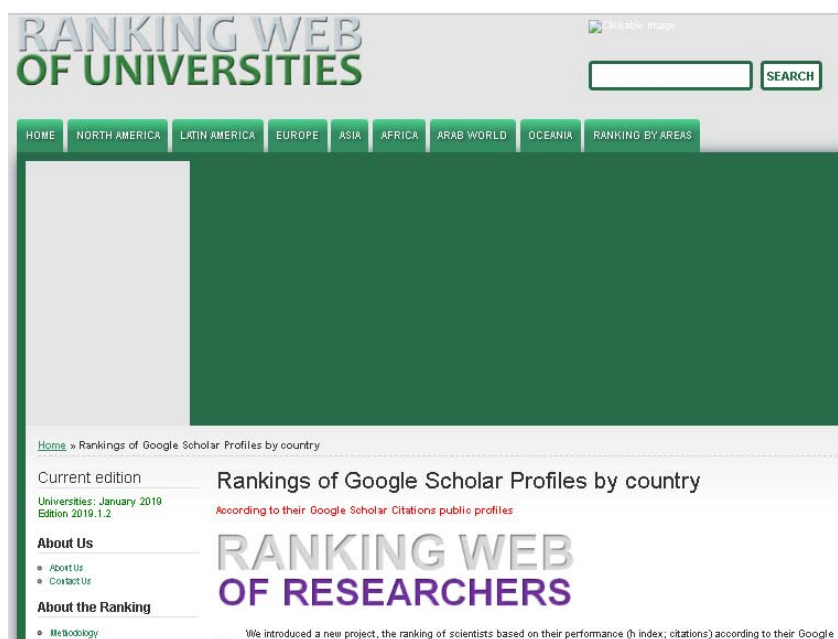 RANKING WEB
OF UNIVERSITIES
Clickable Image
SEARCH
HOME
NORTH AMERICA
LATIN AMERICA
EUROPE
ASIA
AFRICA
ARAB WORLD
OCEANIA
RANKING BY AREAS
Home » Rankings of Google Scholar Profiles by country
Current edition
Universities: January 2019
Edition 2019.1.2
About Us
About Us
Contact Us
About the Ranking
Methodology
Rankings of Google Scholar Profiles by country
According to their Google Scholar Citations public profiles
RANKING WEB
OF RESEARCHERS
We introduced a new project, the ranking of scientists based on their performance (h index; citations) according to their Google